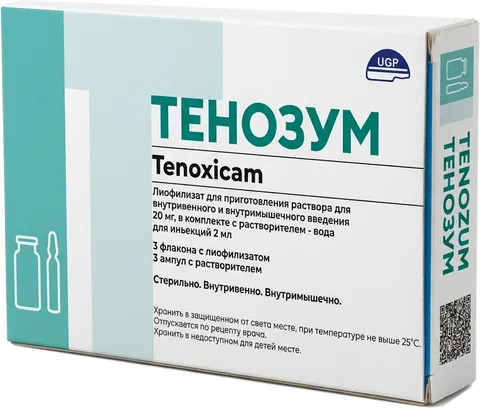 UGP
ТЕНОЗУМ
Tenoxicam
Лиофилизат для приготовления раствора для
внутривенного и внутримышечного введения
20 мг, в комплекте с растворителем - вода
для иньекций 2 мл
3 флакона с лиофилизатом
3 ампул с растворителем
Стерильно. Внутривенно. Внутримышечно.
Хранить в защищенном от света месте, при температуре не выше 25°С.
Отпускается по рецепту врача.
Хранить в недоступном для детей месте.
TENOZUM
ТЕНОЗУМ